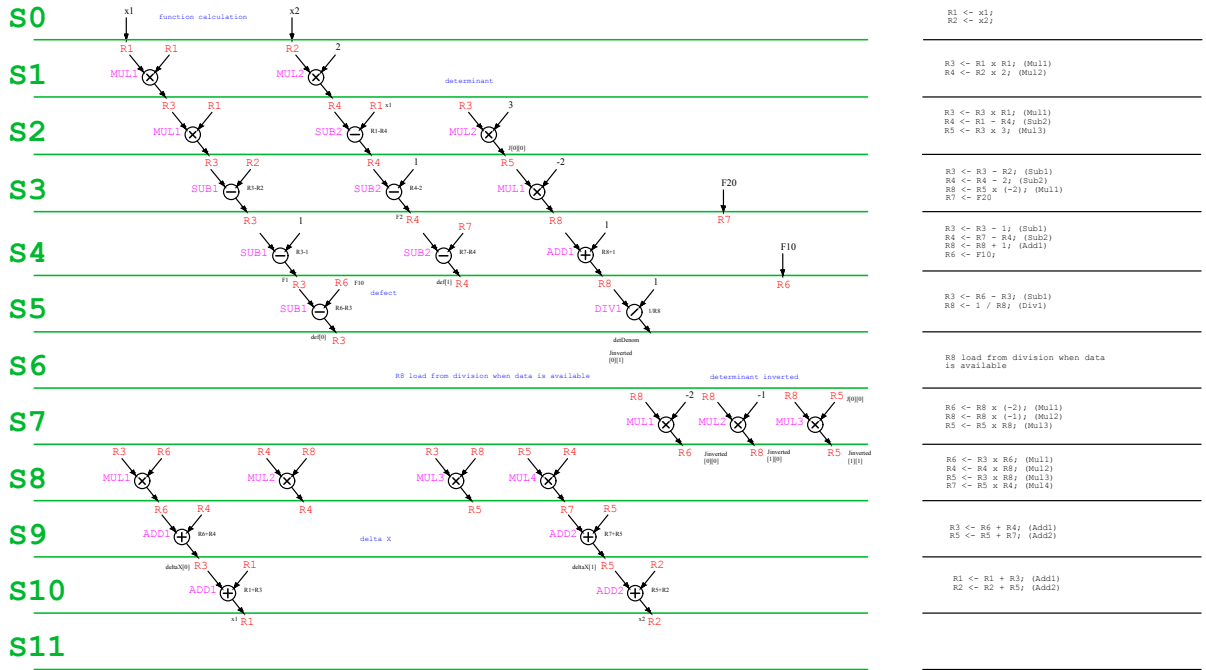 S0
x1
function calculation
x2
R1 <- x1;
R2 <- x2;
S1
R1 R1
MUL1
R2 2
MUL2
determinant
R3 <- R1 x R1; (Mul1)
R4 <- R2 x 2; (Mul2)
S2
R3 R1
MUL1
R4 R1 x1
SUB2 R1-R4
R3 3
MUL2
J[0][0]
R3 <- R3 x R1; (Mul1)
R4 <- R1 - R4; (Sub2)
R5 <- R3 x 3; (Mul3)
S3
R3 R2
SUB1 R3-R2
R4 1
SUB2 R4-2
R5 -2
MUL1
F20
R3 <- R3 - R2; (Sub1)
R4 <- R4 - 2; (Sub2)
R8 <- R5 x (-2); (Mul1)
R7 <- F20
S4
R3 1
SUB1 R3-1
F2 R4 R7
SUB2 R7-R4
R8 1
ADD1 R8+1
R7
F10
R3 <- R3 - 1; (Sub1)
R4 <- R7 - R4; (Sub2)
R8 <- R8 + 1; (Add1)
R6 <- F10;
S5
F1 R3 R6 F10
SUB1 R6-R3
defect
def[1] R4
R8 1
DIV1 1/R8
R6
R3 <- R6 - R3; (Sub1)
R8 <- 1 / R8; (Div1)
S6
def[0] R3
detDenom
Jinverted
[0][1]
R8 load from division when data is available
determinant inverted
R8 load from division when data
is available
S7
R8 -2
MUL1
R8 -1
MUL2
R8 R5 J[0][0]
MUL3
R6 <- R8 x (-2); (Mul1)
R8 <- R8 x (-1); (Mul2)
R5 <- R5 x R8; (Mul3)
S8
R6 Jinverted
[0][0]
R8 Jinverted
[1][0]
R5 Jinverted
[1][1]
R3 R6
MUL1
R4 R8
MUL2
R3 R8
MUL3
R5 R4
MUL4
R6 <- R3 x R6; (Mul1)
R4 <- R4 x R8; (Mul2)
R5 <- R3 x R8; (Mul3)
R7 <- R5 x R4; (Mul4)
S9
R6 R4
ADD1 R6+R4
R4
delta X
R5
R7 R5
ADD2 R7+R5
R3 <- R6 + R4; (Add1)
R5 <- R5 + R7; (Add2)
S10
deltaX[0] R3 R1
ADD1 R1+R3
deltaX[1] R5 R2
ADD2 R5+R2
R1 <- R1 + R3; (Add1)
R2 <- R2 + R5; (Add2)
S11
x1 R1
x2 R2